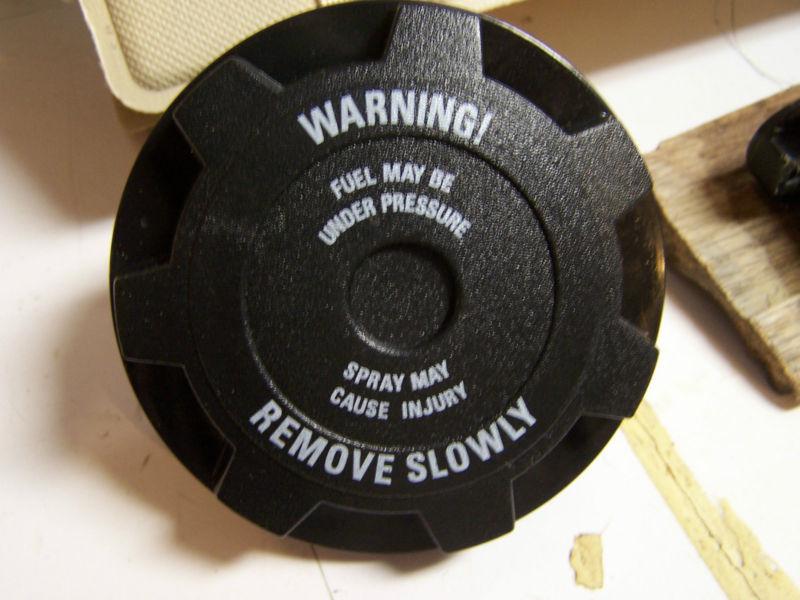 WARNING!
FUEL MAY BE
UNDER PRESSURE
SPRAY MAY
CAUSE INJURY
REMOVE SLOWLY